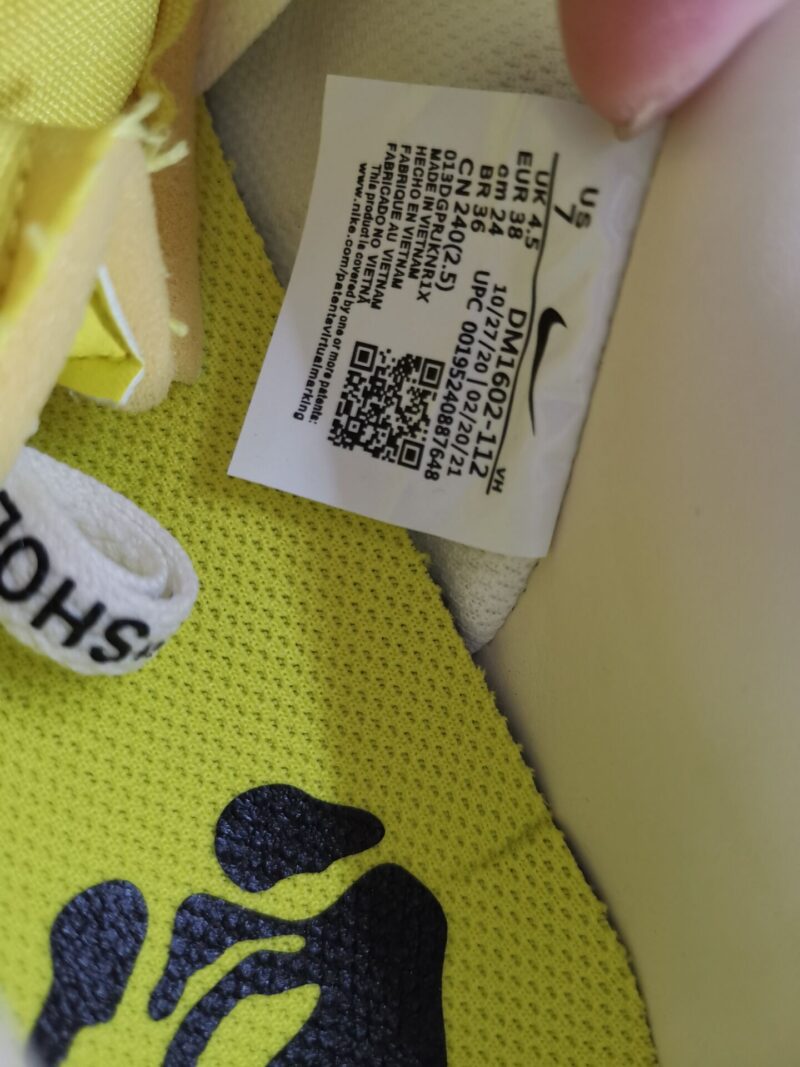 US
7
UK 4.5
EUR 38
cm 24
BR 36
CN 240(2.5)
DM1602-112 VH
10/27/20 | 02/20/21
UPC 00195240887648
013DGPRJKNR1X
MADE IN VIETNAM
HECHO EN VIETNAM
FABRIQUE AU VIETNAM
FABRICADO NO VIETNÃ
This product is covered by one or more patents:
www.nike.com/patentsvirtualmarking
"SHOE